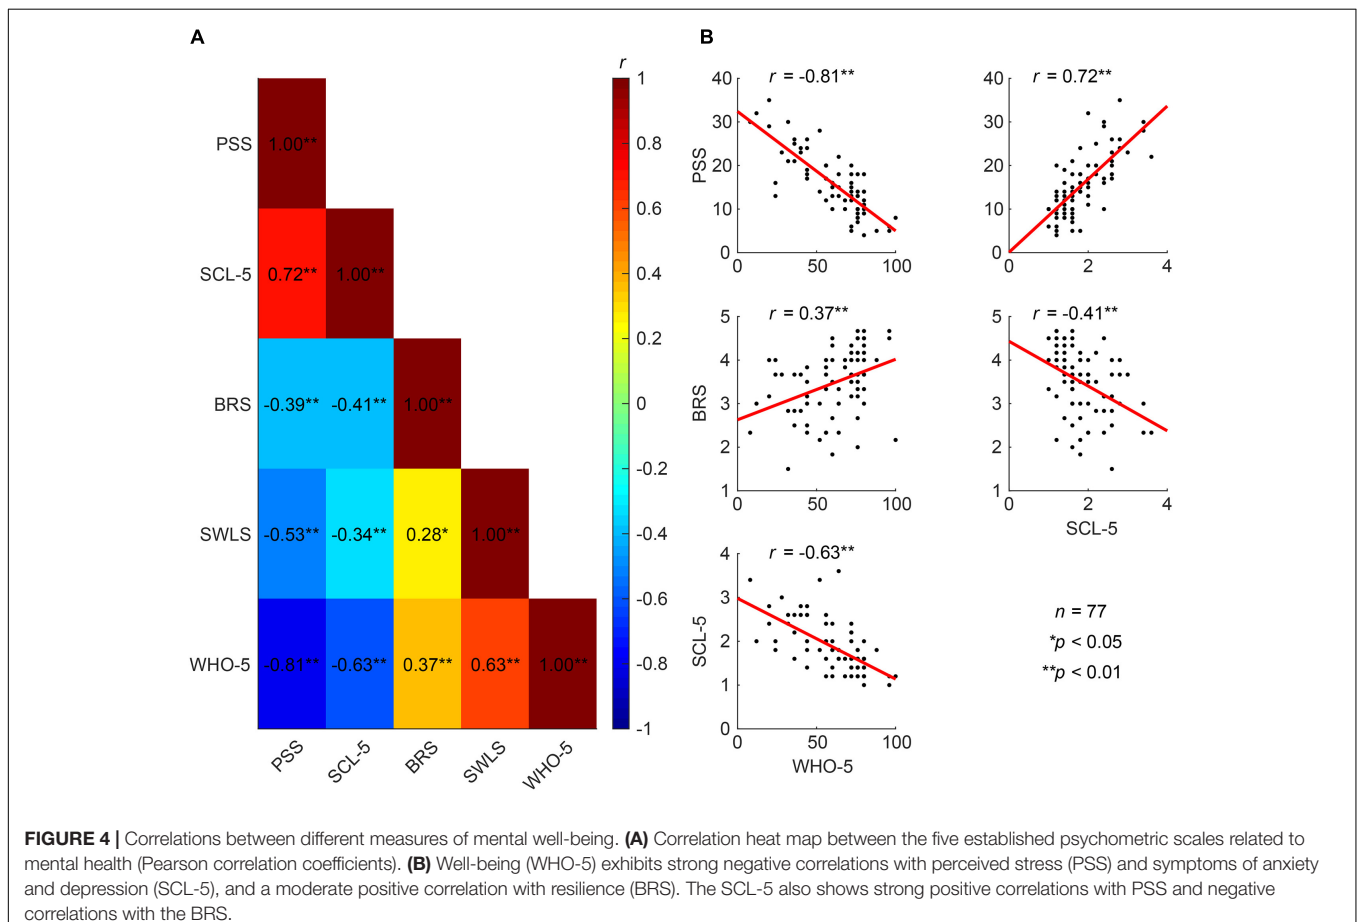 A
r
1
0.8
0.6
0.4
0.2
0
-0.2
-0.4
-0.6
-0.8
-1
PSS 1.00**
SCL-5 0.72** 1.00**
BRS -0.39** -0.41** 1.00**
SWLS -0.53** -0.34** 0.28* 1.00**
WHO-5 -0.81** -0.63** 0.37** 0.63** 1.00**
PSS SCL-5 BRS SWLS WHO-5
B
r = -0.81**
40
30
20
10
0
PSS
0 50 100
r = 0.72**
40
30
20
10
0
0 2 4
r = 0.37**
5
4
3
2
1
BRS
0 50 100
r = -0.41**
5
4
3
2
1
0 2 4
SCL-5
r = -0.63**
4
3
2
1
0
SCL-5
0 50 100
WHO-5
n = 77
*p < 0.05
**p < 0.01
FIGURE 4 | Correlations between different measures of mental well-being. (A) Correlation heat map between the five established psychometric scales related to
mental health (Pearson correlation coefficients). (B) Well-being (WHO-5) exhibits strong negative correlations with perceived stress (PSS) and symptoms of anxiety
and depression (SCL-5), and a moderate positive correlation with resilience (BRS). The SCL-5 also shows strong positive correlations with PSS and negative
correlations with the BRS.